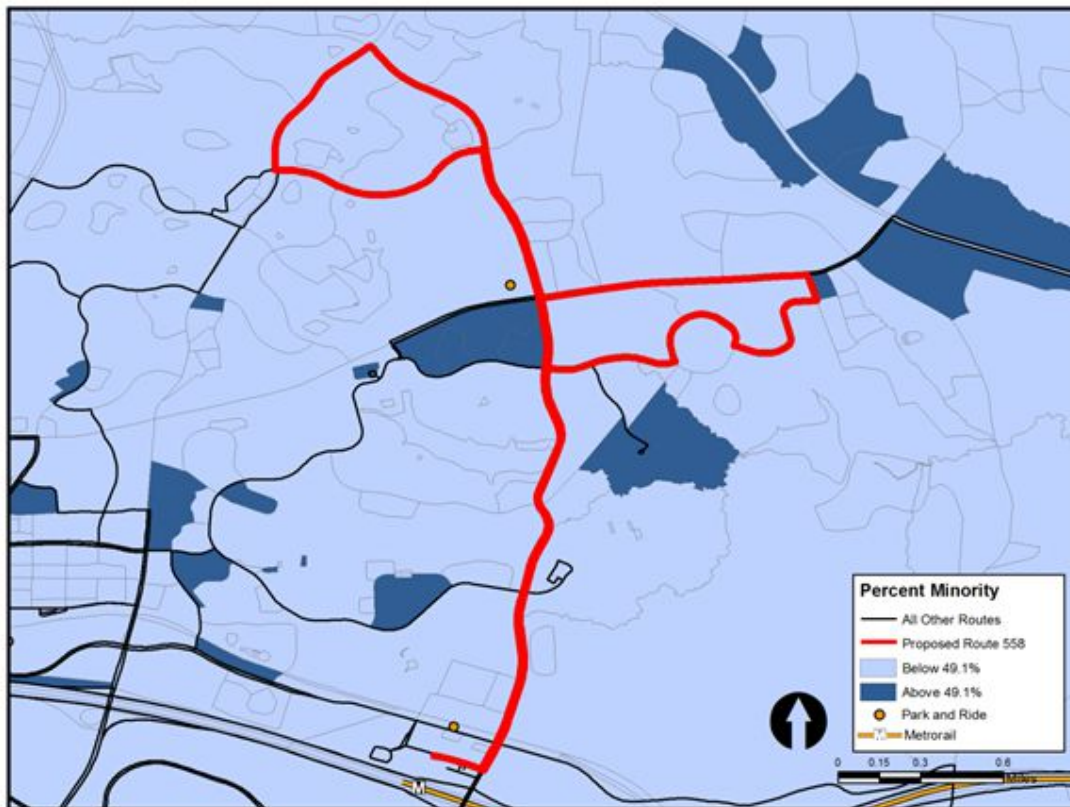 M
Percent Minority
All Other Routes
Proposed Route 558
Below 49.1%
Above 49.1%
Park and Ride
M Metrorail
0 0.15 0.3 0.6
Miles